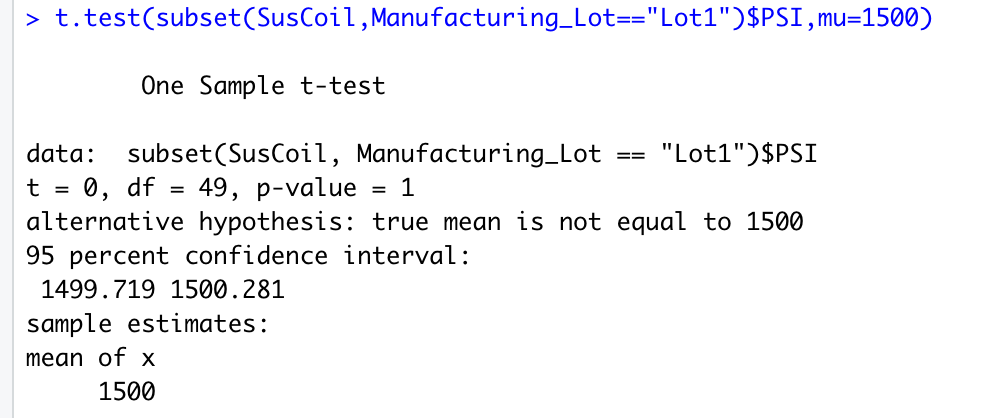 > t.test(subset(SusCoil,Manufacturing_Lot=="Lot1")$PSI,mu=1500)
One Sample t-test
data:  subset(SusCoil, Manufacturing_Lot == "Lot1")$PSI
t = 0, df = 49, p-value = 1
alternative hypothesis: true mean is not equal to 1500
95 percent confidence interval:
1499.719 1500.281
sample estimates:
mean of x
1500